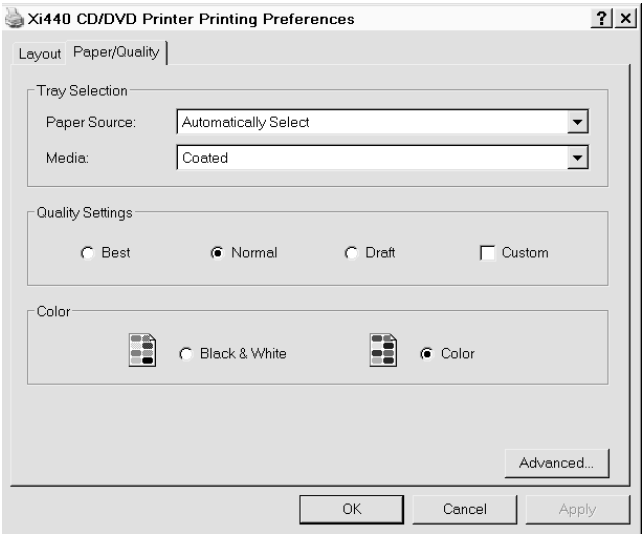 Xi440 CD/DVD Printer Printing Preferences
Layout Paper/Quality
Tray Selection
Paper Source: Automatically Select
Media: Coated
Quality Settings
Best Normal Draft Custom
Color
Black & White Color
Advanced...
OK Cancel Apply